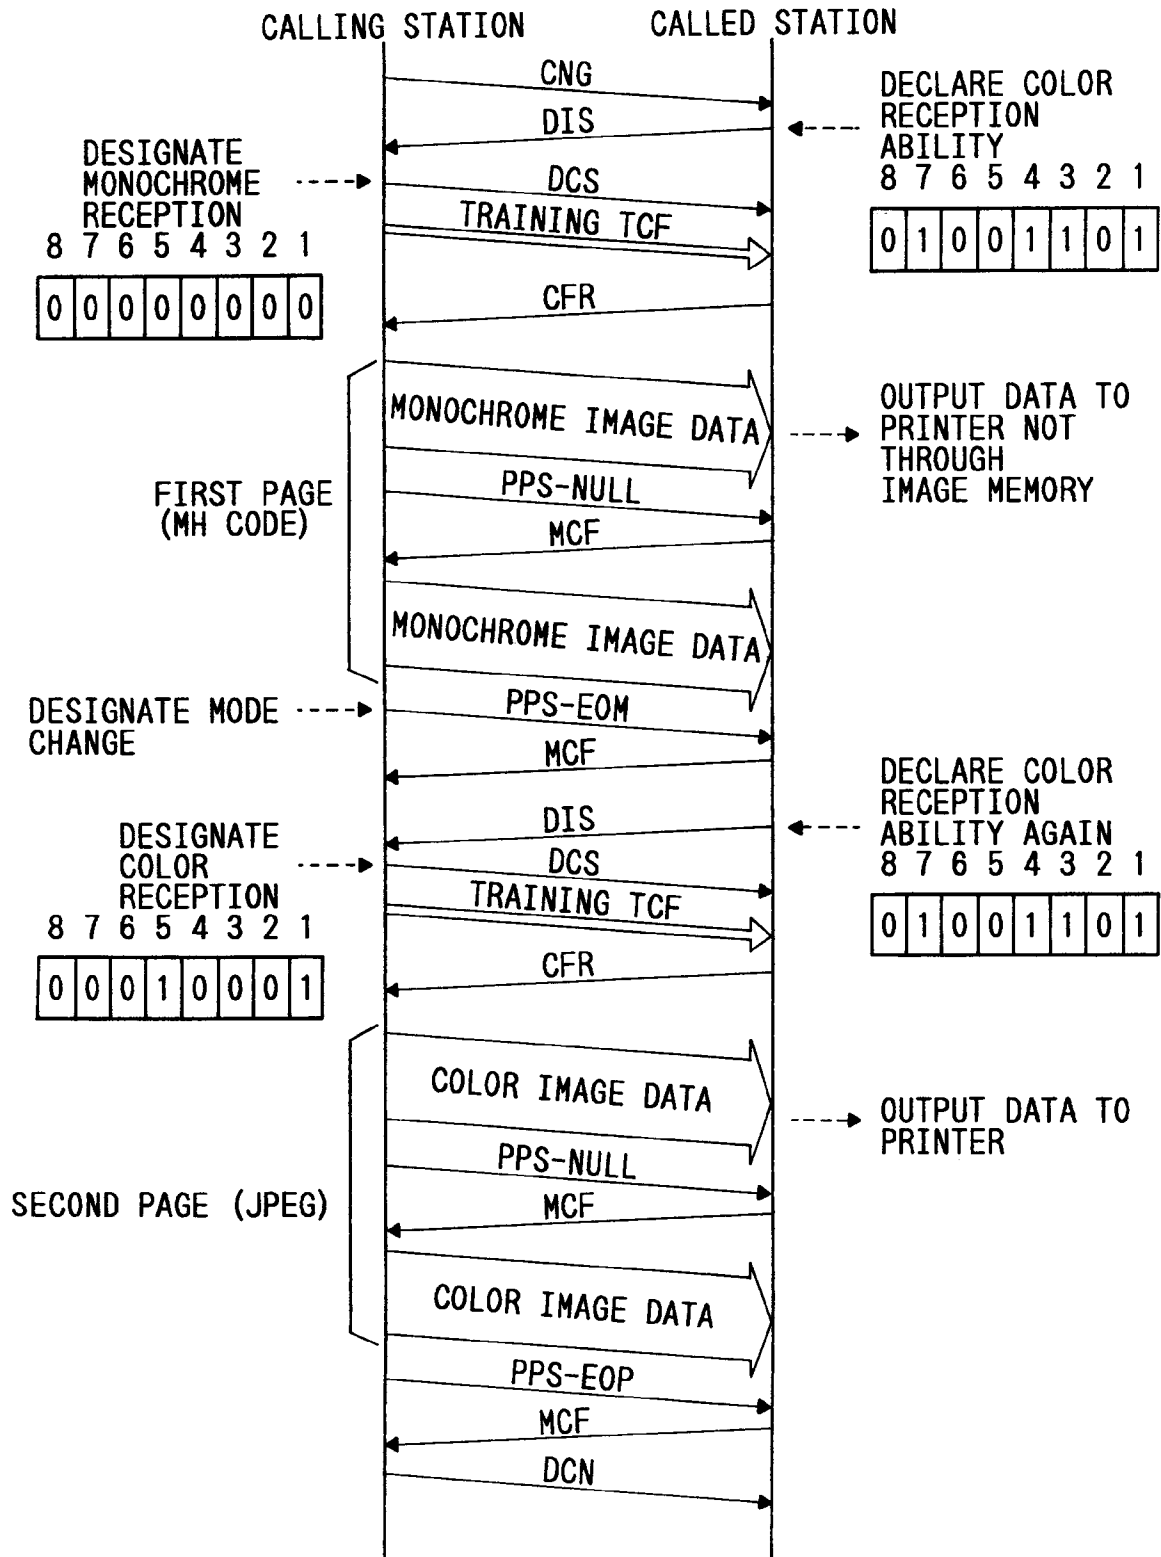 CALLING STATION
CALLED STATION
CNG
DECLARE COLOR
RECEPTION
ABILITY
8 7 6 5 4 3 2 1
0 1 0 0 1 1 0 1
DIS
DESIGNATE
MONOCHROME
RECEPTION
8 7 6 5 4 3 2 1
0 0 0 0 0 0 0 0
DCS
TRAINING TCF
CFR
MONOCHROME IMAGE DATA
OUTPUT DATA TO
PRINTER NOT
THROUGH
IMAGE MEMORY
FIRST PAGE
(MH CODE)
PPS-NULL
MCF
MONOCHROME IMAGE DATA
DESIGNATE MODE
CHANGE
PPS-EOM
MCF
DECLARE COLOR
RECEPTION
ABILITY AGAIN
8 7 6 5 4 3 2 1
0 1 0 0 1 1 0 1
DIS
DESIGNATE
COLOR
RECEPTION
8 7 6 5 4 3 2 1
0 0 0 1 0 0 0 1
DCS
TRAINING TCF
CFR
COLOR IMAGE DATA
OUTPUT DATA TO
PRINTER
PPS-NULL
SECOND PAGE (JPEG)
MCF
COLOR IMAGE DATA
PPS-EOP
MCF
DCN